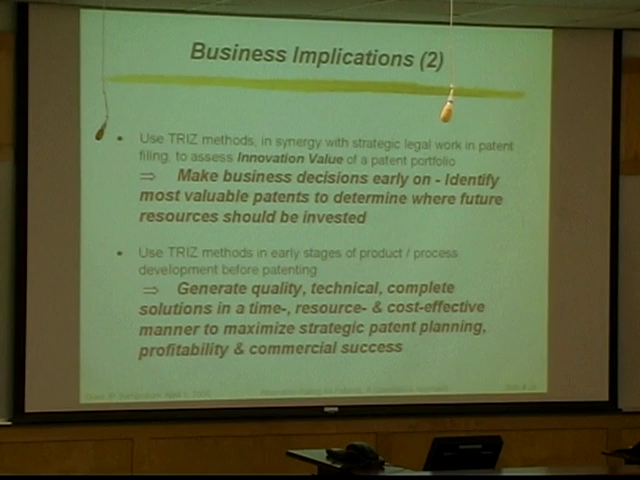 Business Implications (2)
• Use TRIZ methods, in synergy with strategic legal work in patent
filing, to assess Innovation Value of a patent portfolio
⇒ Make business decisions early on - Identify
most valuable patents to determine where future
resources should be invested
• Use TRIZ methods in early stages of product / process
development before patenting
⇒ Generate quality, technical, complete
solutions in a time-, resource- & cost-effective
manner to maximize strategic patent planning,
profitability & commercial success